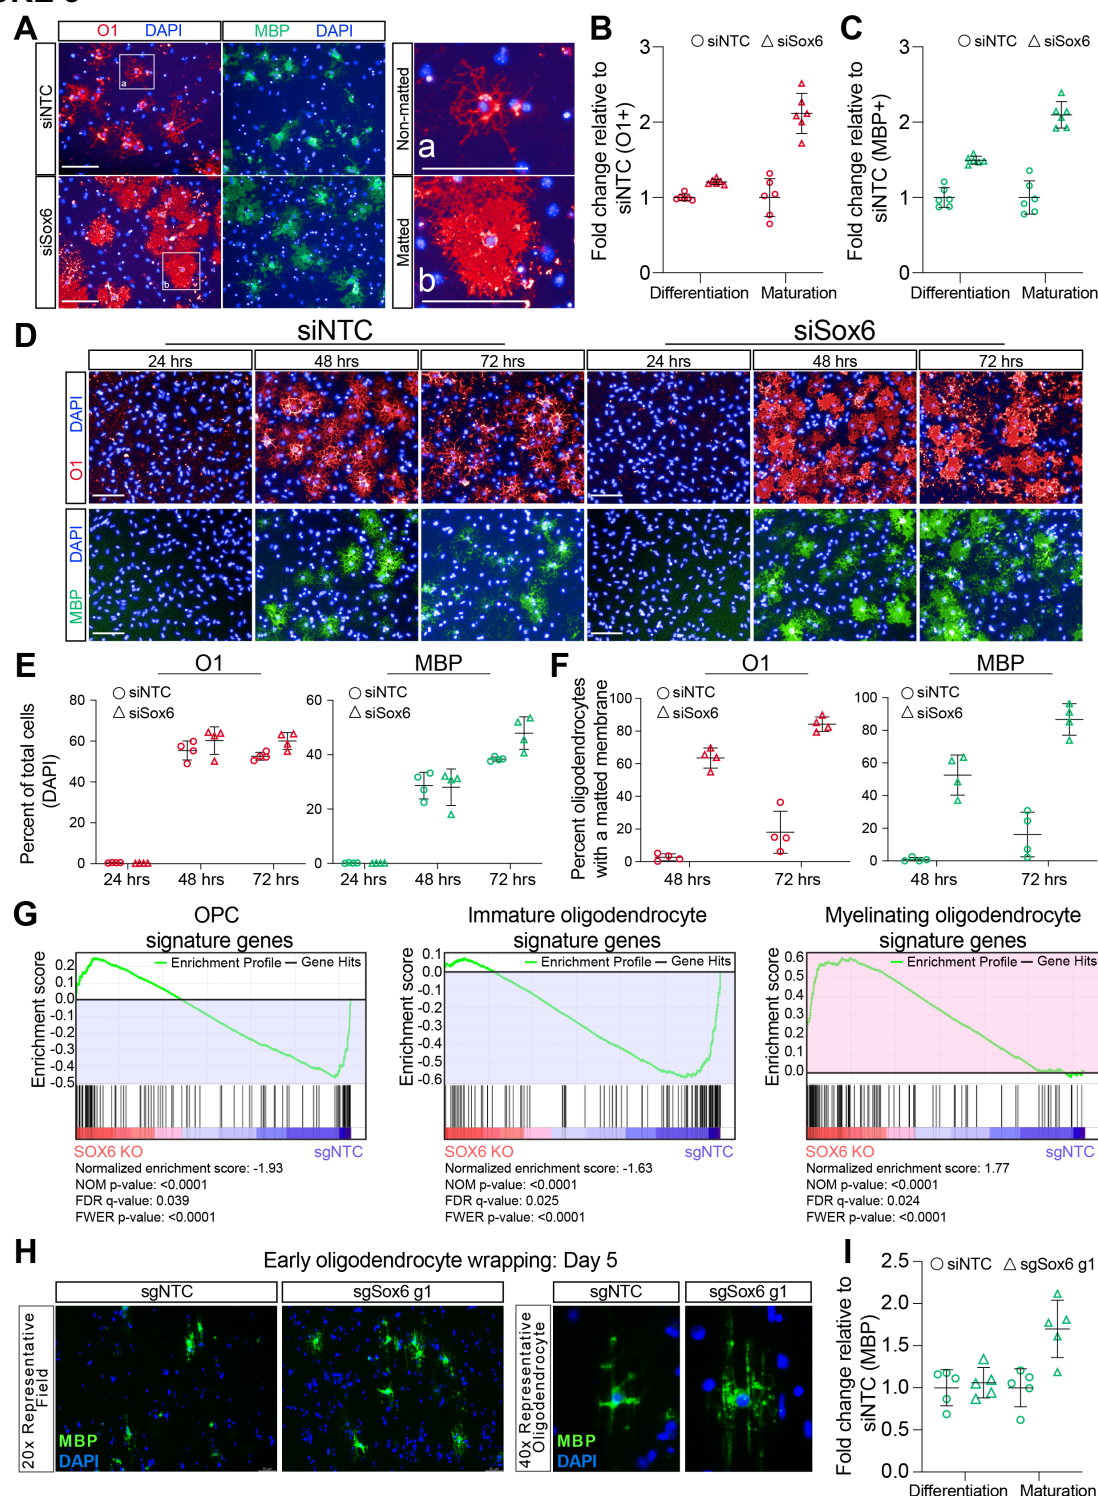 A
O1 DAPI MBP DAPI
siNTC
siSox6
a
b
Non-matted
Matted
a
b
B
○ siNTC △ siSox6
Fold change relative to
siNTC (O1+)
3
2
1
0
Differentiation Maturation
C
○ siNTC △ siSox6
Fold change relative to
siNTC (MBP+)
3
2
1
0
Differentiation Maturation
D
siNTC siSox6
24 hrs 48 hrs 72 hrs 24 hrs 48 hrs 72 hrs
O1 DAPI
MBP DAPI
E
O1
○ siNTC
△ siSox6
Percent of total cells
(DAPI)
80
60
40
20
0
24 hrs 48 hrs 72 hrs
MBP
○ siNTC
△ siSox6
60
40
20
0
24 hrs 48 hrs 72 hrs
F
O1
○ siNTC
△ siSox6
Percent oligodendrocytes
with a matted membrane
100
80
60
40
20
0
48 hrs 72 hrs
MBP
○ siNTC
△ siSox6
100
80
60
40
20
0
48 hrs 72 hrs
G
OPC
signature genes
Enrichment score
Enrichment Profile Gene Hits
0.2
0.1
0.0
-0.1
-0.2
-0.3
-0.4
-0.5
SOX6 KO sgNTC
Normalized enrichment score: -1.93
NOM p-value: <0.0001
FDR q-value: 0.039
FWER p-value: <0.0001
Immature oligodendrocyte
signature genes
Enrichment score
Enrichment Profile Gene Hits
0.1
0.0
-0.1
-0.2
-0.3
-0.4
-0.5
-0.6
SOX6 KO sgNTC
Normalized enrichment score: -1.63
NOM p-value: <0.0001
FDR q-value: 0.025
FWER p-value: <0.0001
Myelinating oligodendrocyte
signature genes
Enrichment score
Enrichment Profile Gene Hits
0.6
0.5
0.4
0.3
0.2
0.1
0.0
SOX6 KO sgNTC
Normalized enrichment score: 1.77
NOM p-value: <0.0001
FDR q-value: 0.024
FWER p-value: <0.0001
H
Early oligodendrocyte wrapping: Day 5
sgNTC sgSox6 g1
20x Representative
Field
MBP
DAPI
sgNTC sgSox6 g1
40x Representative
Oligodendrocyte
MBP
DAPI
I
○ siNTC △ sgSox6 g1
Fold change relative to
siNTC (MBP)
2.5
2.0
1.5
1.0
0.5
0.0
Differentiation Maturation